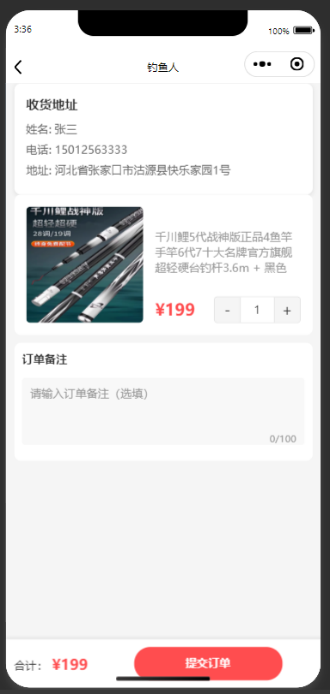 3:36
100%
钓鱼人
收货地址
姓名: 张三
电话: 15012563333
地址: 河北省张家口市沽源县快乐家园1号
千川鲤战神版
超轻超硬
28调/19调
千川鲤5代战神版正品4鱼竿
手竿6代7十大名牌官方旗舰
超轻硬台钓杆3.6m + 黑色
¥199
- 1 +
订单备注
请输入订单备注（选填）
0/100
合计： ¥199
提交订单